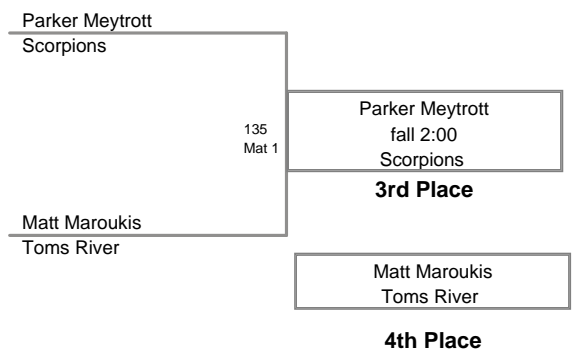 Parker Meytrott
Scorpions
135
Mat 1
Parker Meytrott
fall 2:00
Scorpions
3rd Place
Matt Maroukis
Toms River
Matt Maroukis
Toms River
4th Place